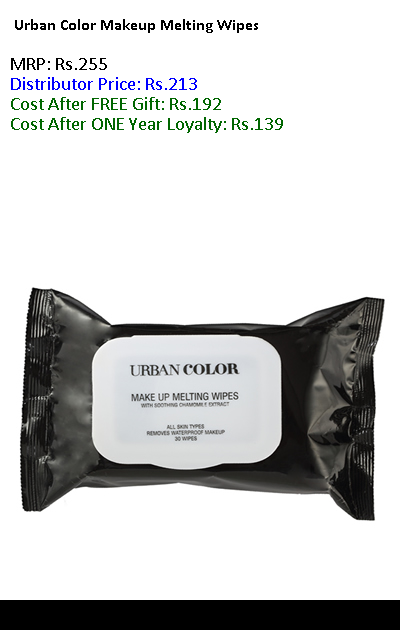 Urban Color Makeup Melting Wipes
MRP: Rs.255
Distributor Price: Rs.213
Cost After FREE Gift: Rs.192
Cost After ONE Year Loyalty: Rs.139
URBAN COLOR
MAKE UP MELTING WIPES
WITH SOOTHING CHAMOMILE EXTRACT
ALL SKIN TYPES
REMOVES WATERPROOF MAKEUP
30 WIPES